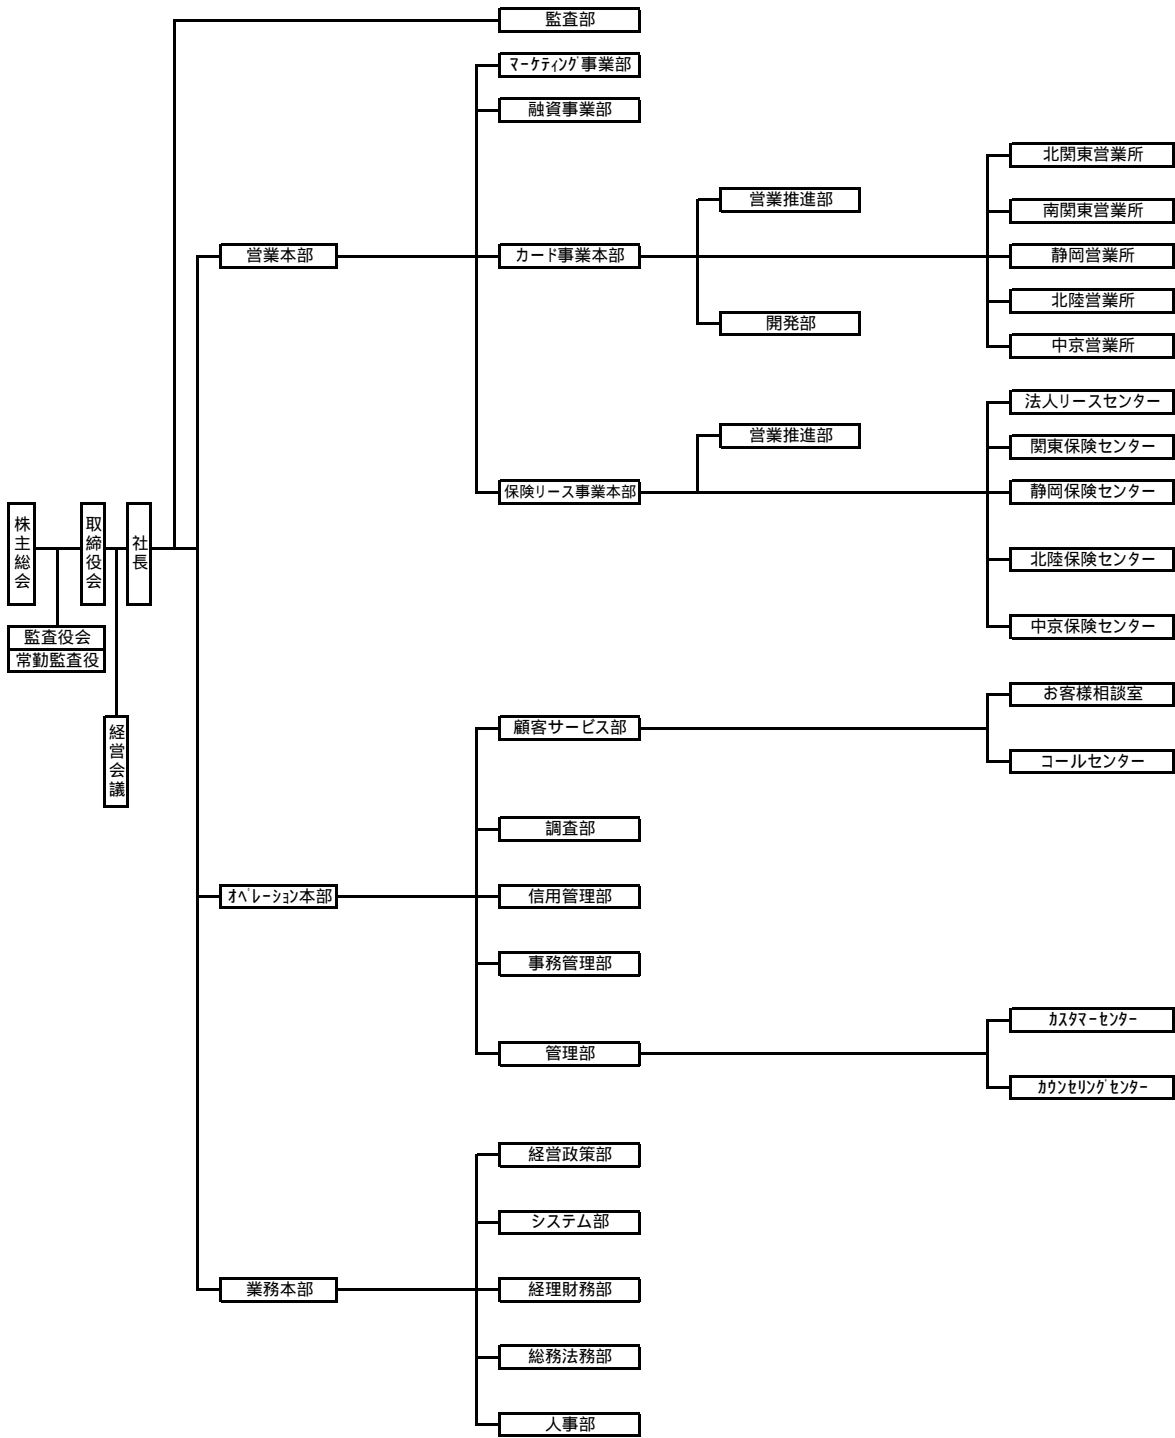 監査部
マーケティング事業部
融資事業部
北関東営業所
営業推進部
南関東営業所
営業本部
カード事業本部
静岡営業所
北陸営業所
開発部
中京営業所
法人リースセンター
営業推進部
関東保険センター
保険リース事業本部
静岡保険センター
株主総会
取締役会
社長
北陸保険センター
中京保険センター
監査役会
常勤監査役
お客様相談室
経営会議
顧客サービス部
コールセンター
調査部
オペレーション本部
信用管理部
事務管理部
カスタマーセンター
管理部
カウンセリングセンター
経営政策部
システム部
業務本部
経理財務部
総務法務部
人事部